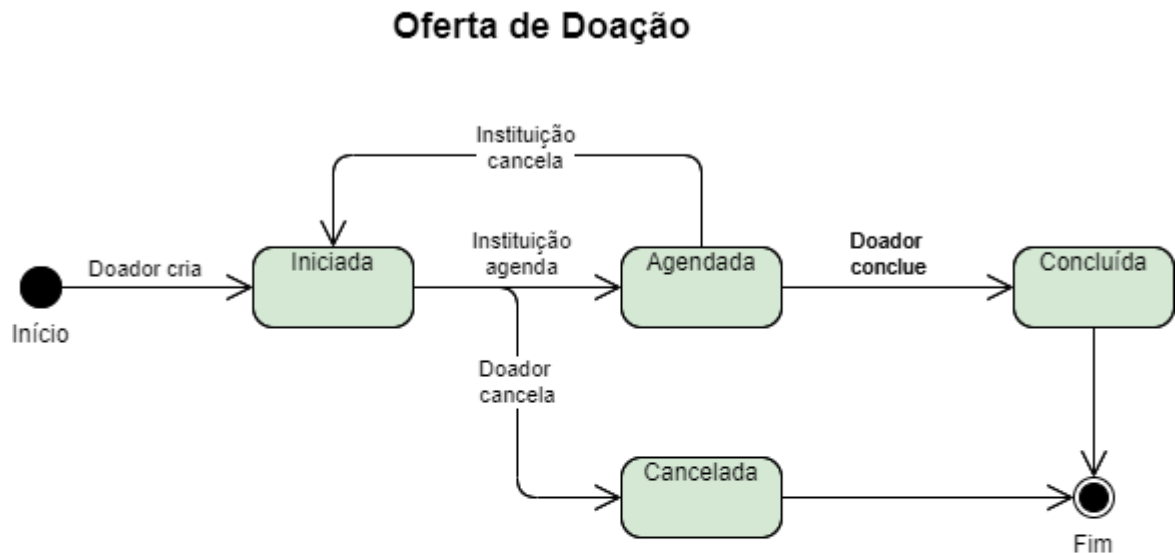 Oferta de Doação
Instituição
cancela
Doador cria
Iniciada
Instituição
agenda
Agendada
Doador
conclue
Concluída
Início
Doador
cancela
Cancelada
Fim